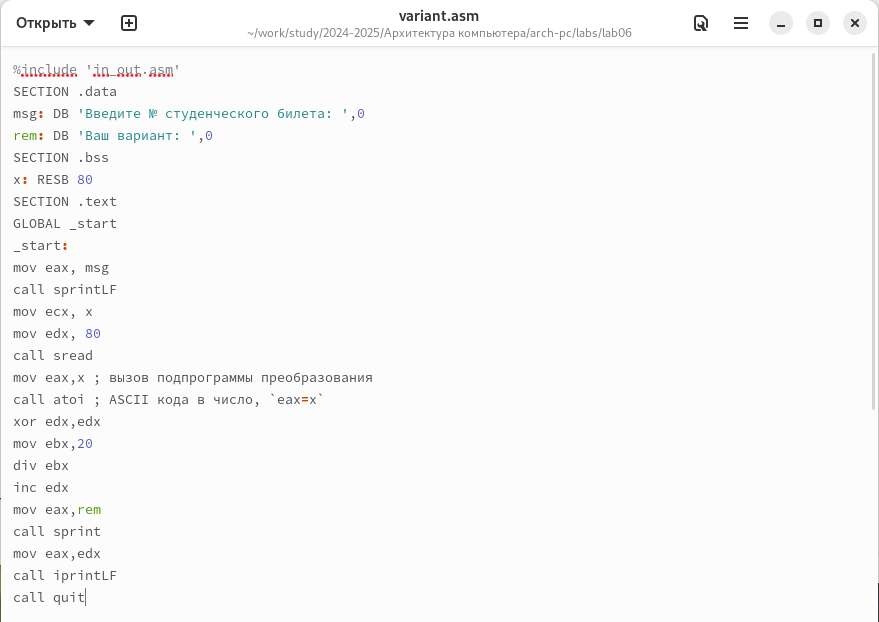 Открыть
variant.asm
~/work/study/2024-2025/Архитектура компьютера/arch-pc/labs/lab06
%include 'in_out.asm'
SECTION .data
msg: DB 'Введите № студенческого билета: ',0
rem: DB 'Ваш вариант: ',0
SECTION .bss
x: RESB 80
SECTION .text
GLOBAL _start
_start:
mov eax, msg
call sprintLF
mov ecx, x
mov edx, 80
call sread
mov eax,x ; вызов подпрограммы преобразования
call atoi ; ASCII кода в число, `eax=x`
xor edx,edx
mov ebx,20
div ebx
inc edx
mov eax,rem
call sprint
mov eax,edx
call iprintLF
call quit